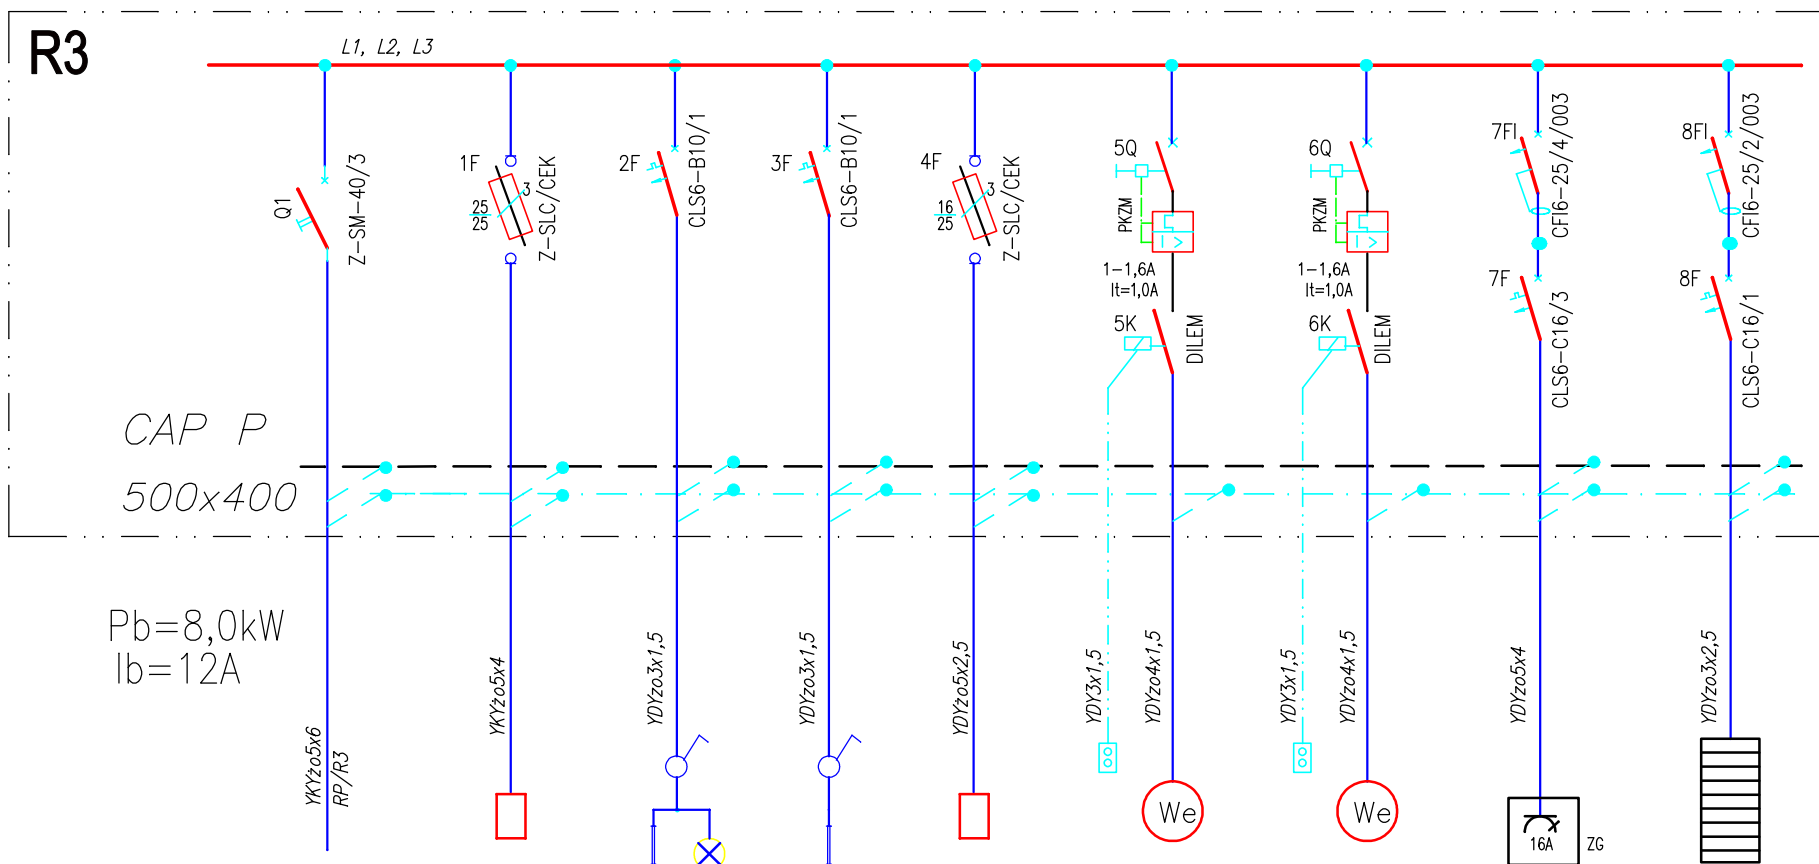 R3
L1, L2, L3
Q1
Z-SM-40/3
1F
25
25
3
Z-SLC/CEK
2F
CLS6-B10/1
3F
CLS6-B10/1
4F
16
25
3
Z-SLC/CEK
5Q
PKZM
1-1,6A
It=1,0A
5K
DILEM
6Q
PKZM
1-1,6A
It=1,0A
6K
DILEM
7FI
CFI6-25/4/003
7F
CLS6-C16/3
8FI
CFI6-25/2/003
8F
CLS6-C16/1
CAP P
500x400
Pb=8,0kW
Ib=12A
YKYżo5x6
RP/R3
YKYżo5x4
YDYżo3x1,5
YDYżo3x1,5
YDYżo5x2,5
YDY3x1,5
YDYżo4x1,5
YDY3x1,5
YDYżo4x1,5
YDYżo5x4
YDYżo3x2,5
We
We
16A
ZG